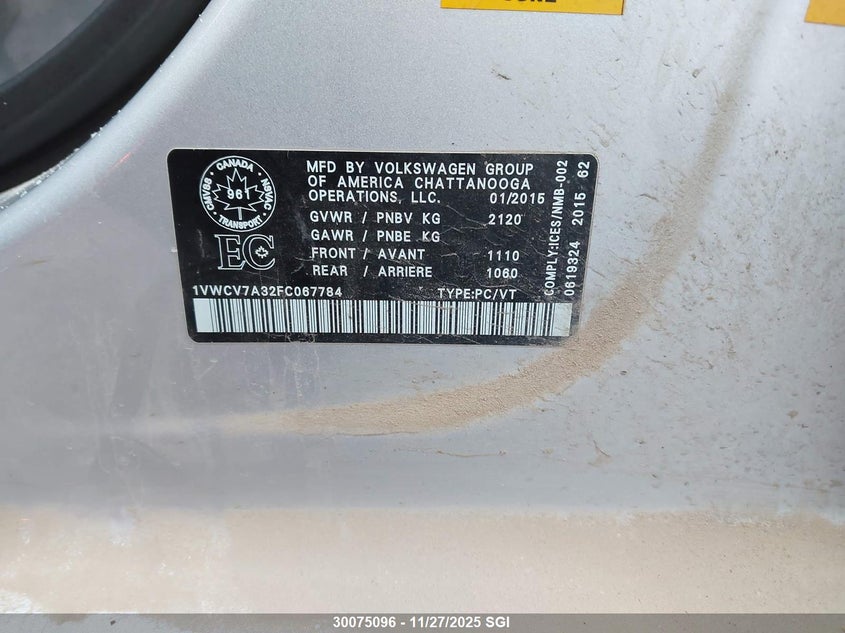 MFD BY VOLKSWAGEN GROUP
OF AMERICA CHATTANOOGA
OPERATIONS, LLC. 01/2015
GVWR / PNBV KG 2120
GAWR / PNBE KG
FRONT / AVANT 1110
REAR / ARRIERE 1060
CANADA
CMVSS 961 NSVAC
TRANSPORT
EC
1VWCV7A32FC067784 TYPE:PC/VT
COMPLY:ICES/NMB-002
0619324 2015 62
30075096 - 11/27/2025 SGI